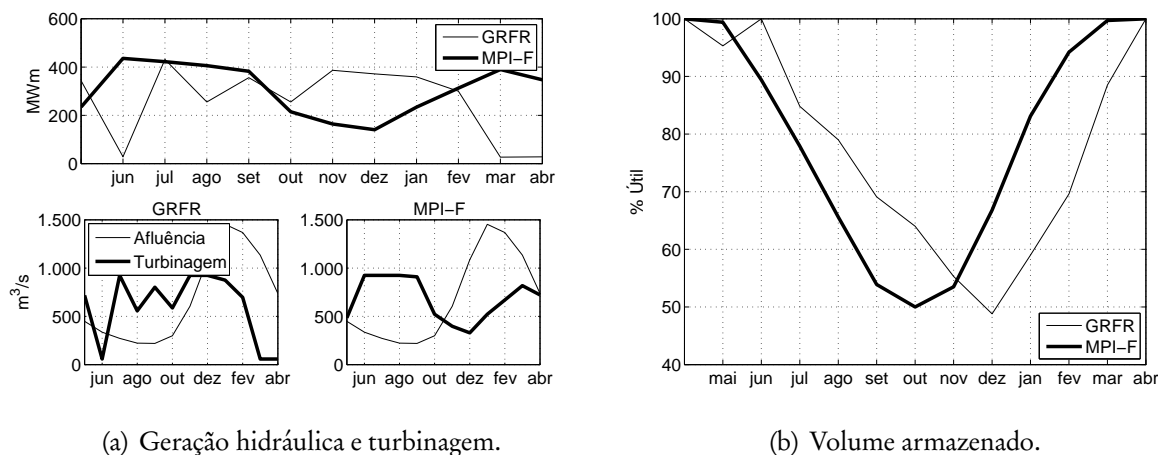 600
400
200
0
MWm
GRFR
MPI−F
jun jul ago set out nov dez jan fev mar abr
GRFR
1.500
1.000
500
0
m³/s
Afluência
Turbinagem
jun ago out dez fev abr
MPI−F
1.500
1.000
500
0
jun ago out dez fev abr
(a) Geração hidráulica e turbinagem.
100
90
80
70
60
50
40
% Útil
GRFR
MPI−F
mai jun jul ago set out nov dez jan fev mar abr
(b) Volume armazenado.